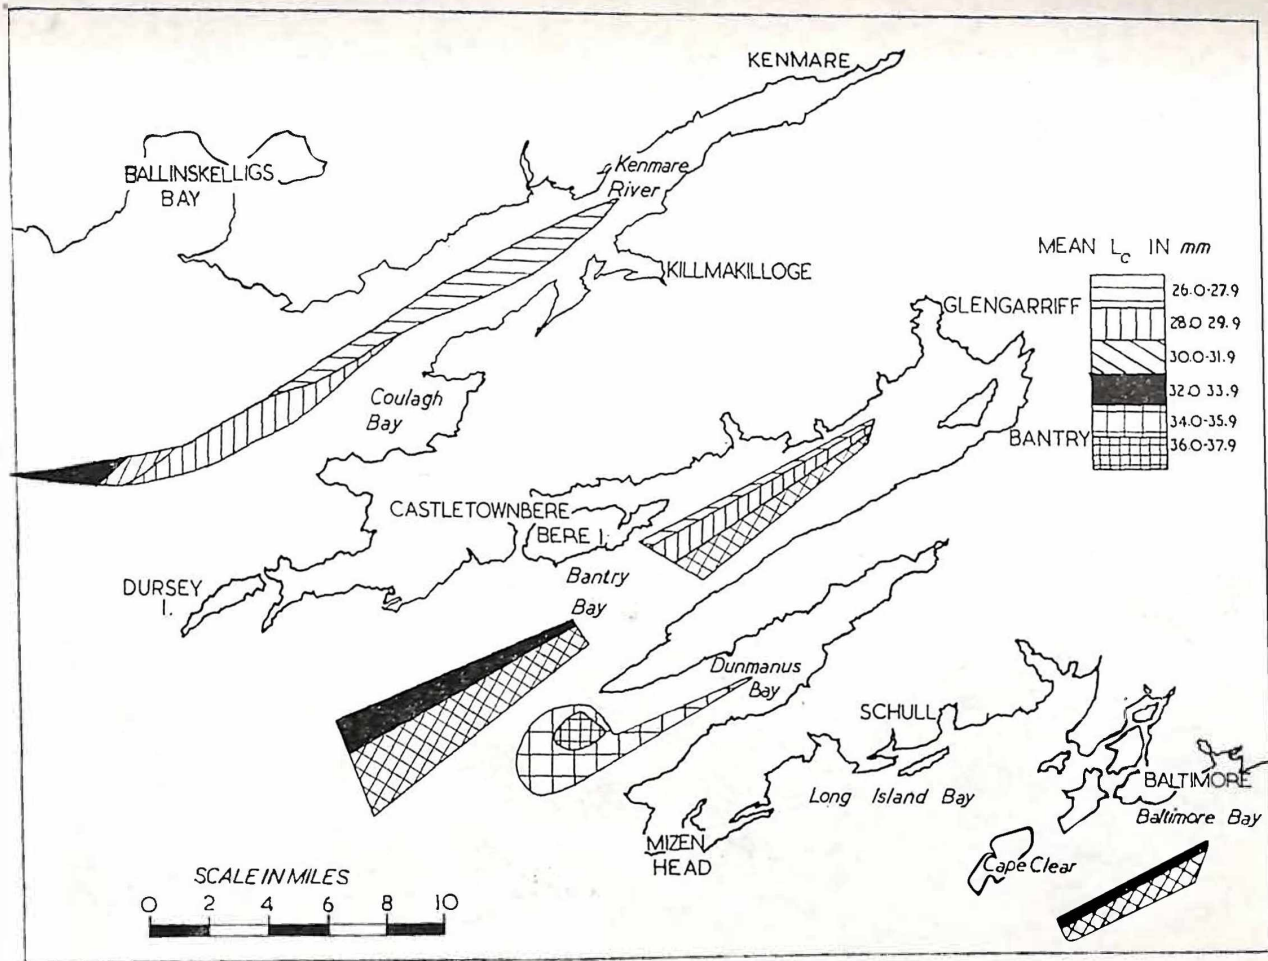 KENMARE
Kenmare
River
BALLINSKELLIGS
BAY
MEAN Lc IN mm
KILLMAKILLOGE
26.0-27.9
GLENGARRIFF
28.0 29.9
30.0-31.9
32.0 33.9
Coulagh
Bay
34.0-35.9
BANTRY
36.0-37.9
CASTLETOWNBERE
BERE I.
DURSEY
I.
Bantry
Bay
Dunmanus
Bay
SCHULL
BALTIMORE
Long Island Bay
Baltimore Bay
MIZEN
HEAD
Cape Clear
SCALE IN MILES
0 2 4 6 8 10